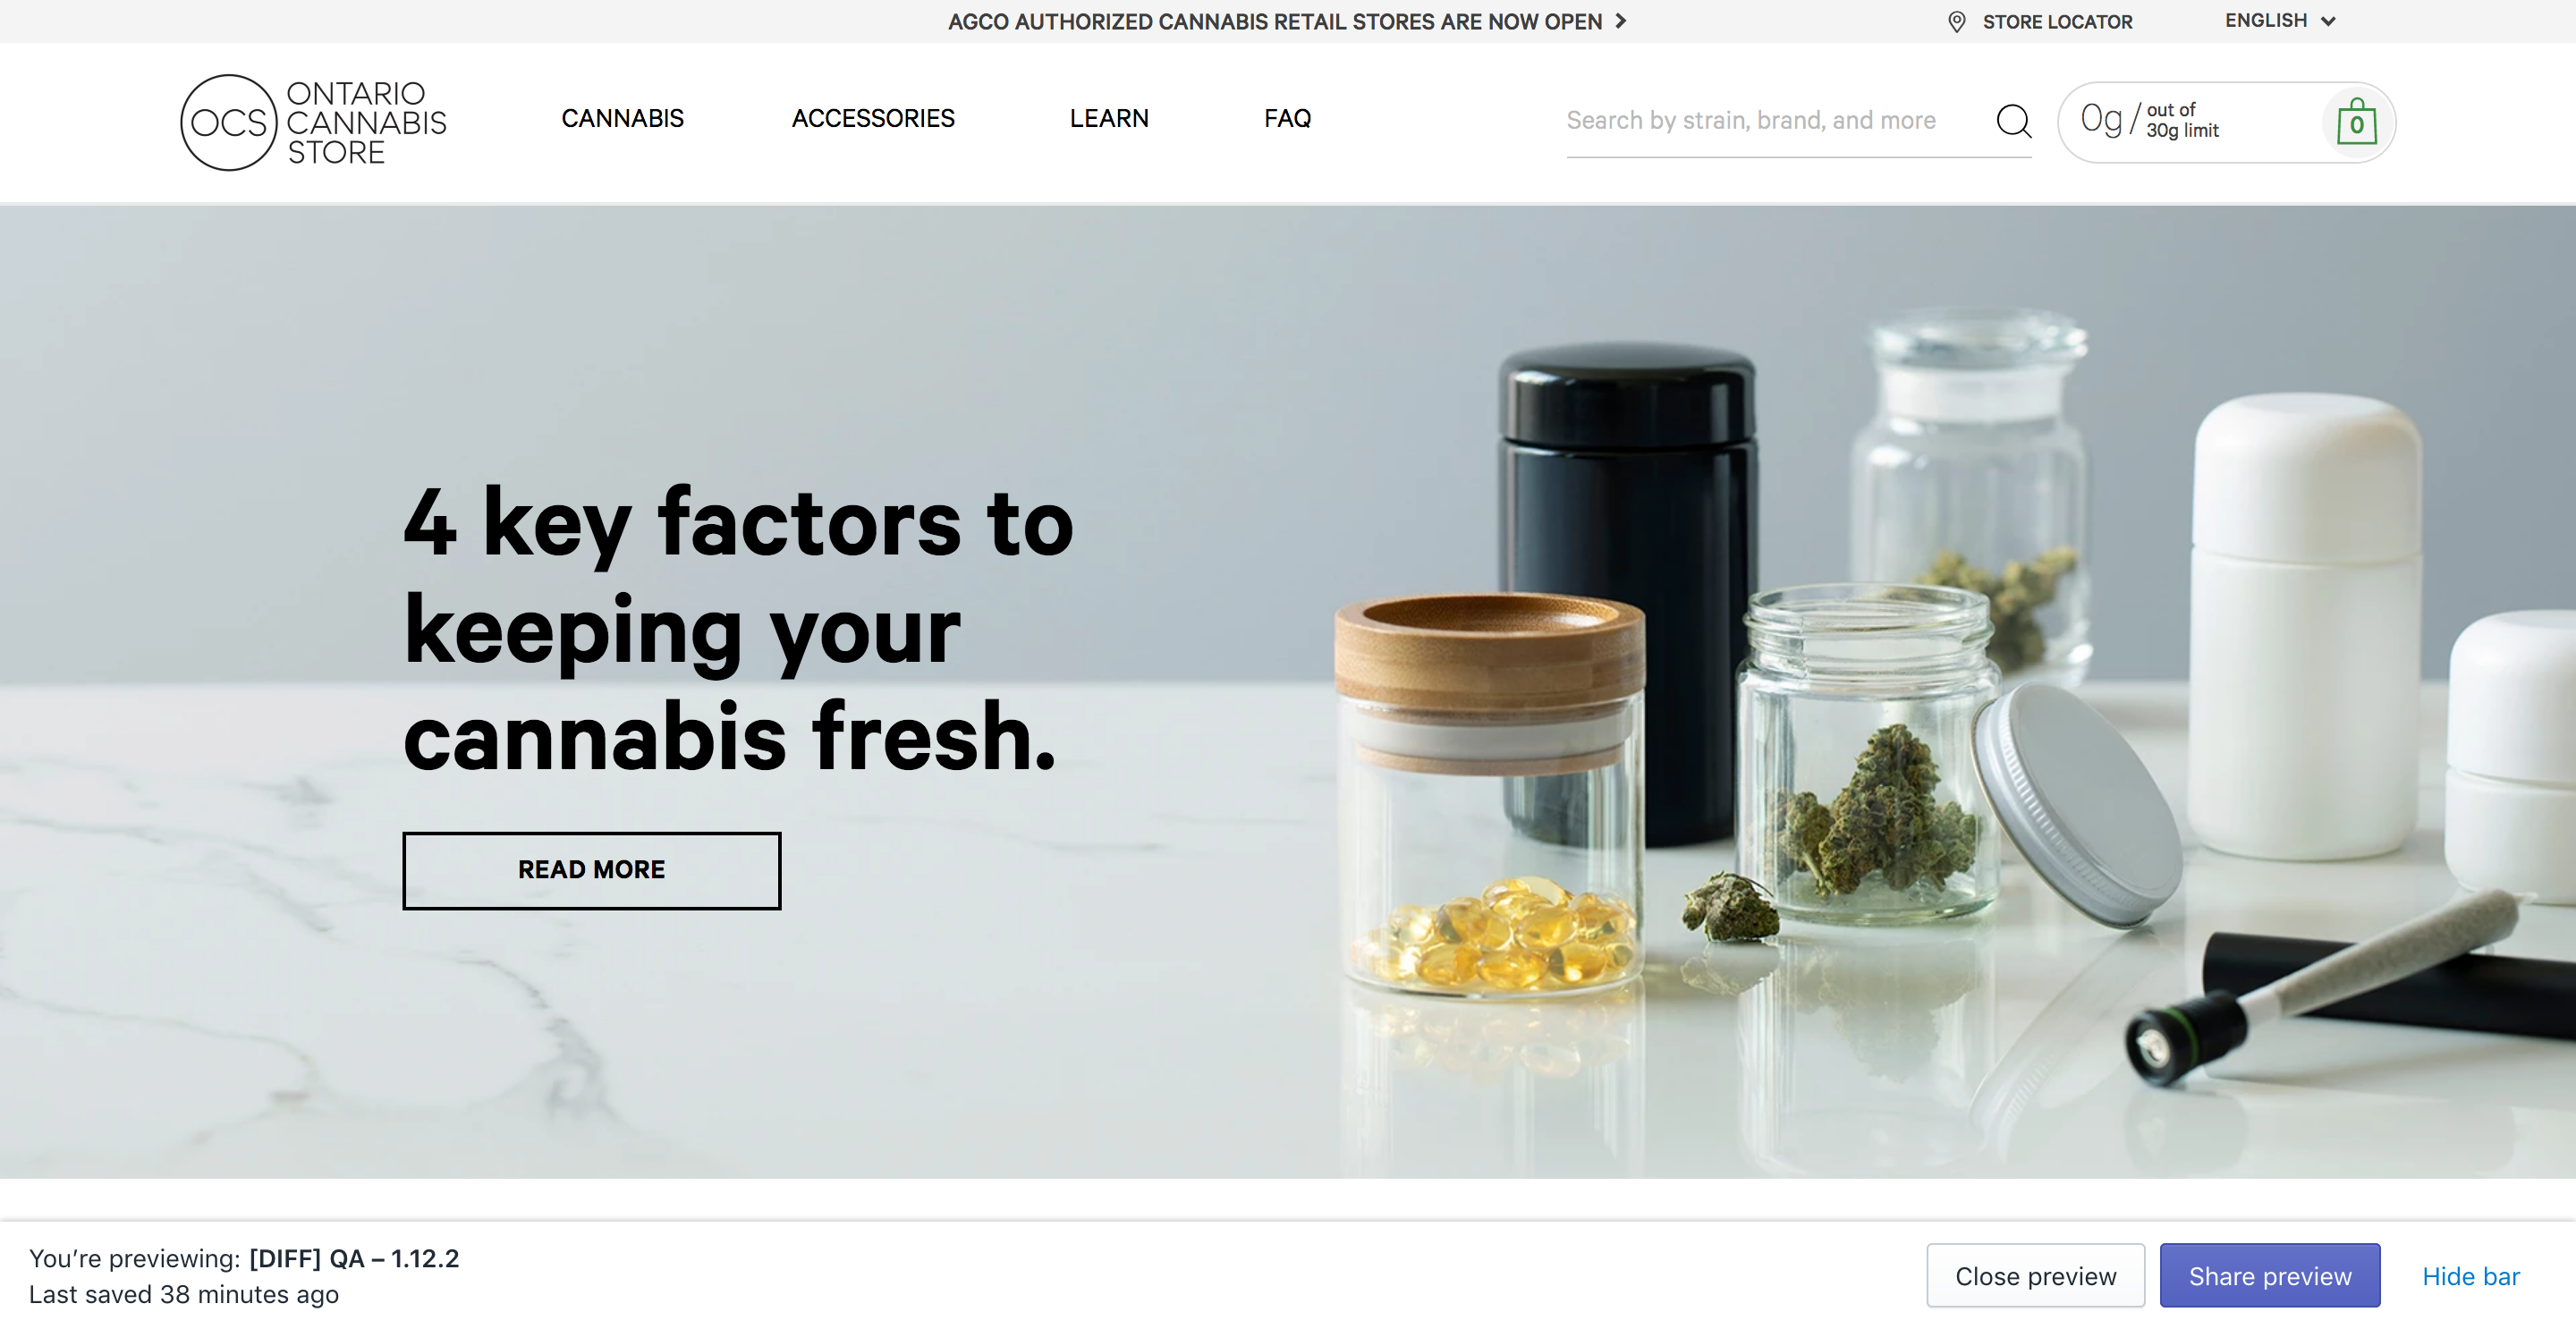 AGCO AUTHORIZED CANNABIS RETAIL STORES ARE NOW OPEN
STORE LOCATOR
ENGLISH
OCS
ONTARIO
CANNABIS
STORE
CANNABIS
ACCESSORIES
LEARN
FAQ
Search by strain, brand, and more
0g/
out of
30g limit
0
4 key factors to
keeping your
cannabis fresh.
READ MORE
You’re previewing: [DIFF] QA – 1.12.2
Last saved 38 minutes ago
Close preview
Share preview
Hide bar